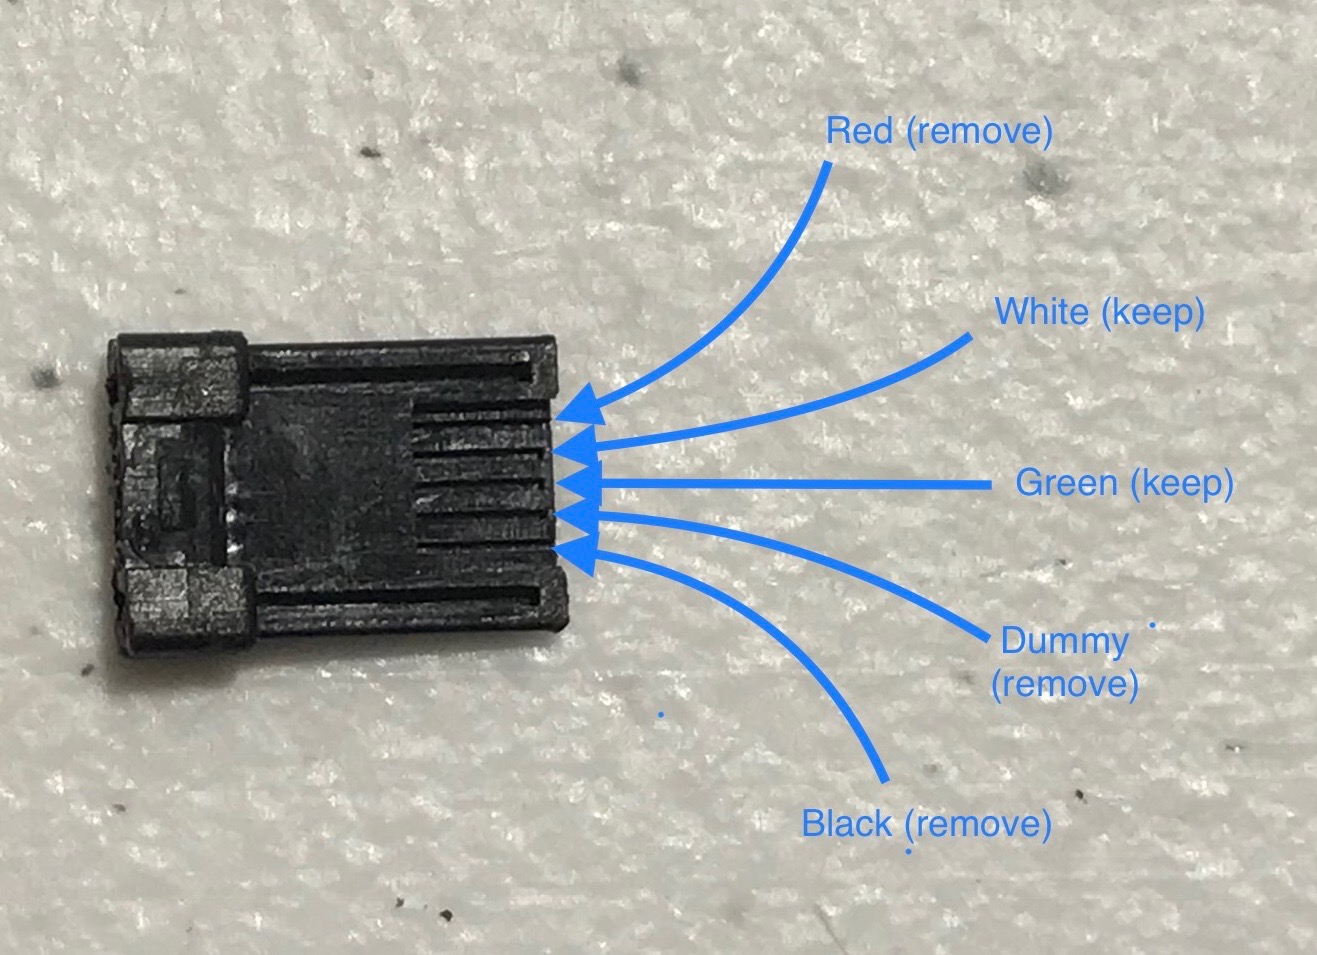 Red (remove)
White (keep)
Green (keep)
Dummy
(remove)
Black (remove)